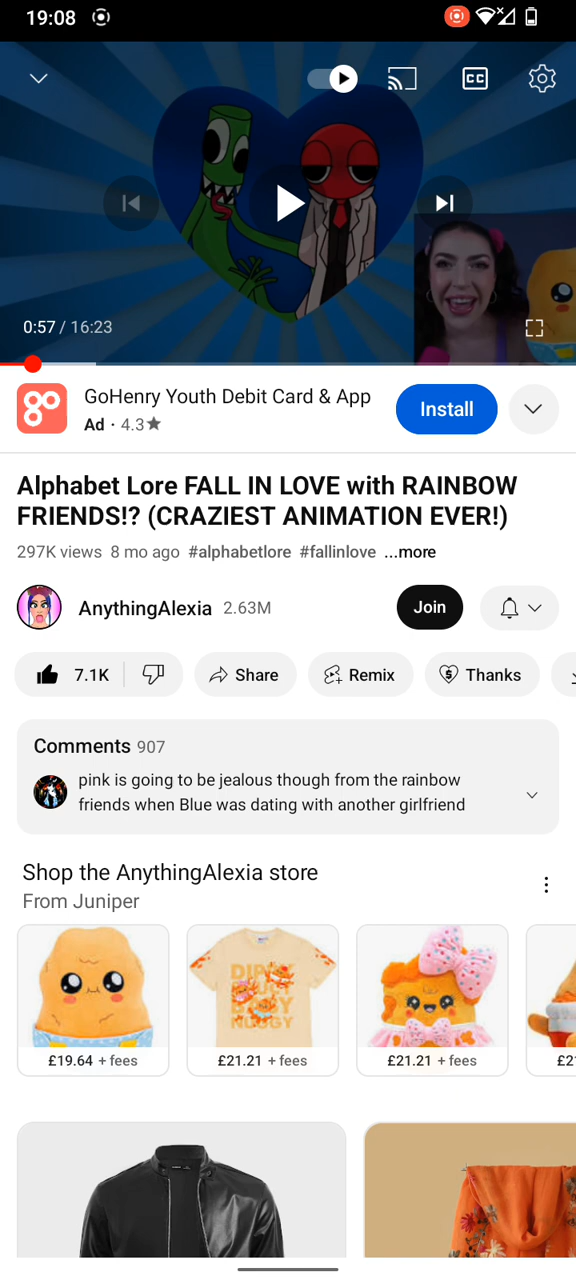 19:08
CC
0:57 / 16:23
GoHenry Youth Debit Card & App
Ad · 4.3★
Install
Alphabet Lore FALL IN LOVE with RAINBOW
FRIENDS!? (CRAZIEST ANIMATION EVER!)
297K views 8 mo ago #alphabetlore #fallinlove ...more
AnythingAlexia 2.63M
Join
7.1K
Share
Remix
Thanks
Comments 907
pink is going to be jealous though from the rainbow
friends when Blue was dating with another girlfriend
Shop the AnythingAlexia store
From Juniper
£19.64 + fees
£21.21 + fees
£21.21 + fees